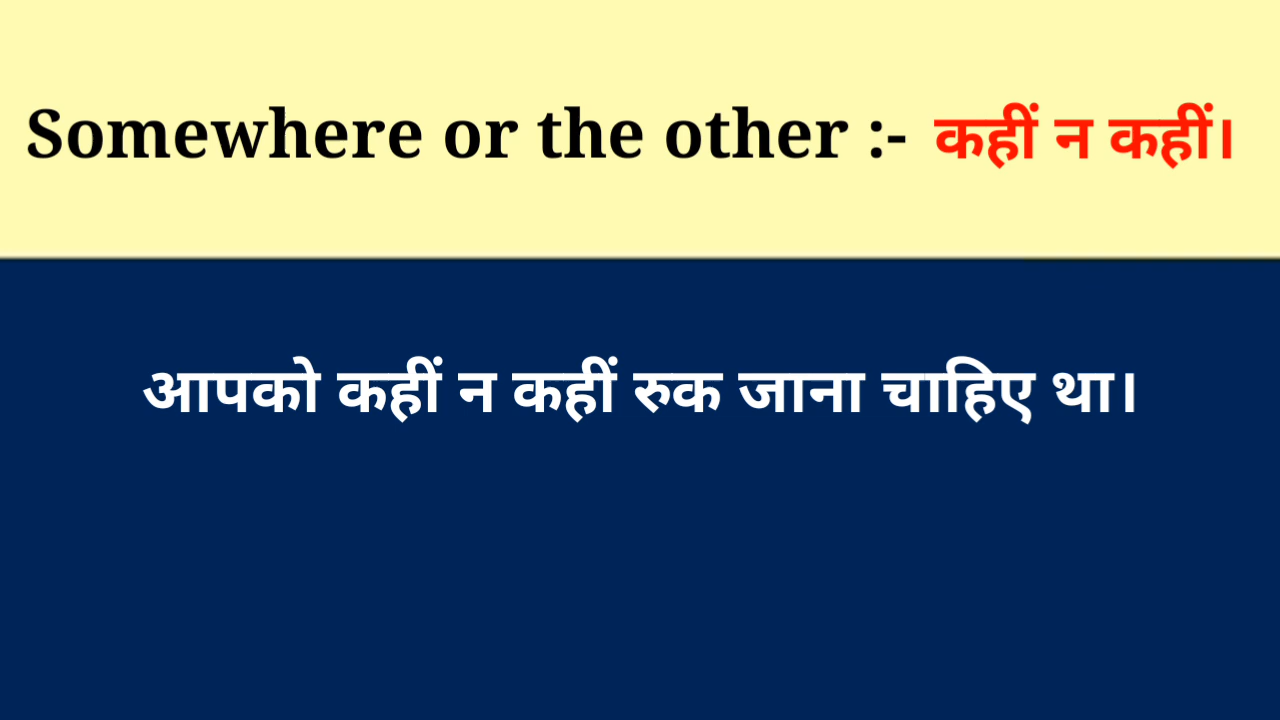 Somewhere or the other :- कहीं न कहीं।
आपको कहीं न कहीं रुक जाना चाहिए था।